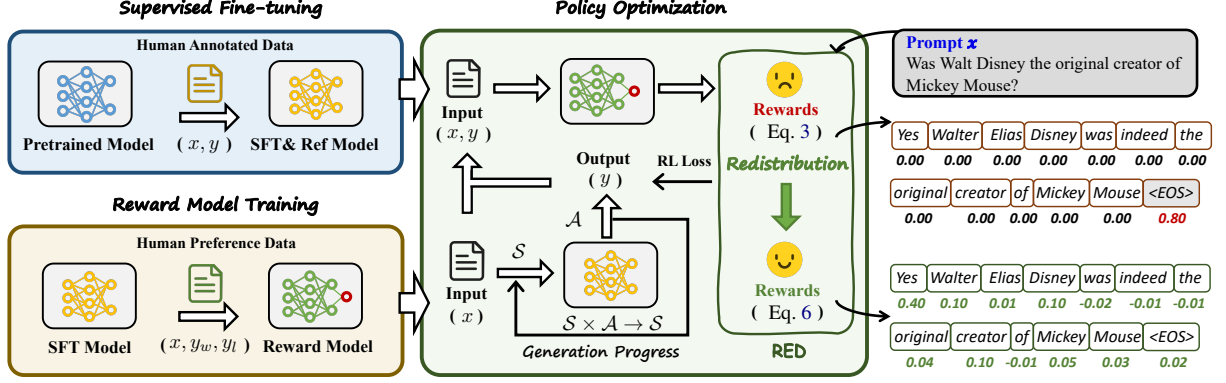 Supervised Fine-tuning
Human Annotated Data
Pretrained Model
( x, y )
SFT& Ref Model
Reward Model Training
Human Preference Data
SFT Model
( x, y_w, y_l )
Reward Model
Policy Optimization
Input
( x, y )
Rewards
( Eq. 3 )
Redistribution
RL Loss
Output
( y )
A
S
Input
( x )
S × A → S
Generation Progress
Rewards
( Eq. 6 )
RED
Prompt x
Was Walt Disney the original creator of
Mickey Mouse?
Yes Walter Elias Disney was indeed the
0.00 0.00 0.00 0.00 0.00 0.00 0.00
original creator of Mickey Mouse <EOS>
0.00 0.00 0.00 0.00 0.00 0.80
Yes Walter Elias Disney was indeed the
0.40 0.10 0.01 0.10 -0.02 -0.01 -0.01
original creator of Mickey Mouse <EOS>
0.04 0.10 -0.01 0.05 0.03 0.02